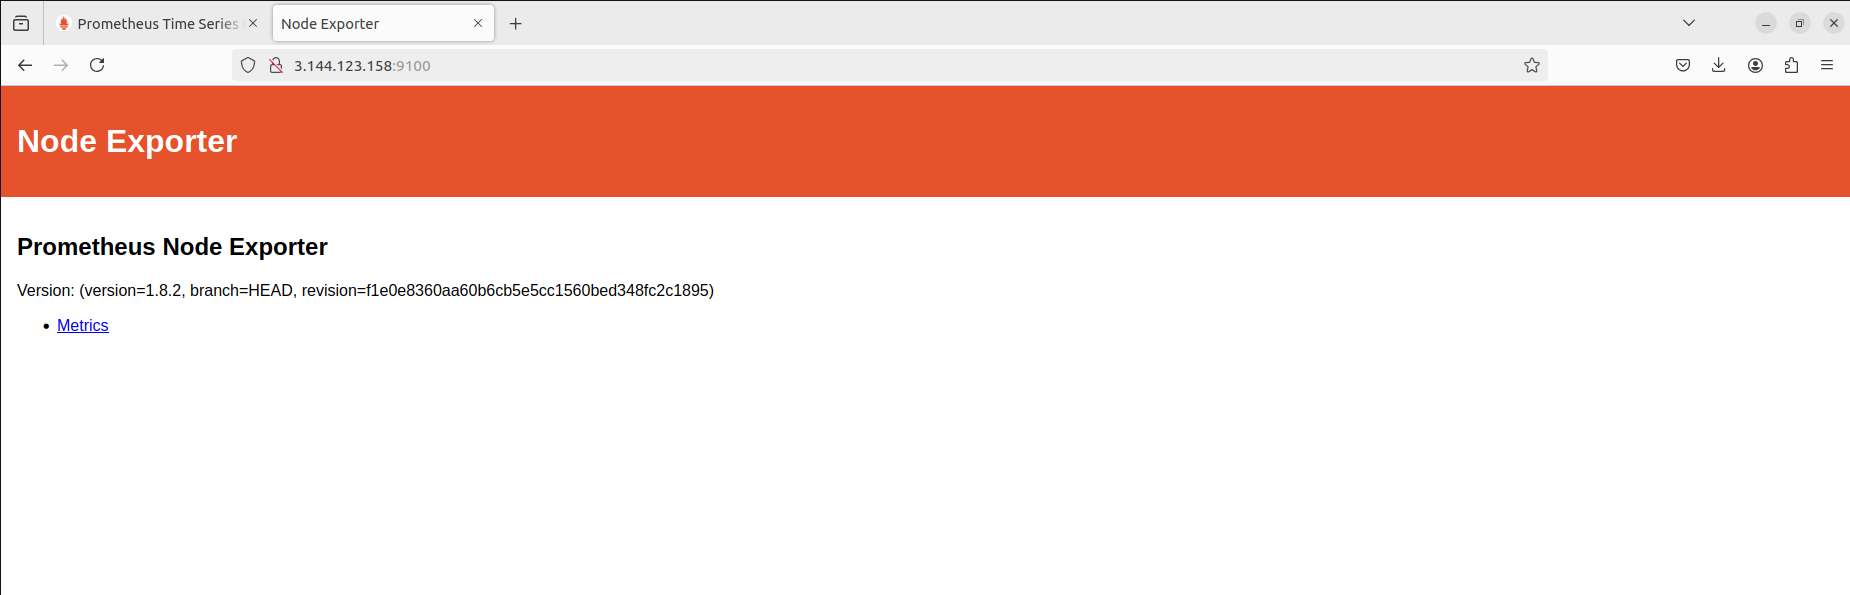 Prometheus Time Series
Node Exporter
3.144.123.158:9100
Node Exporter
Prometheus Node Exporter
Version: (version=1.8.2, branch=HEAD, revision=f1e0e8360aa60b6cb5e5cc1560bed348fc2c1895)
• Metrics